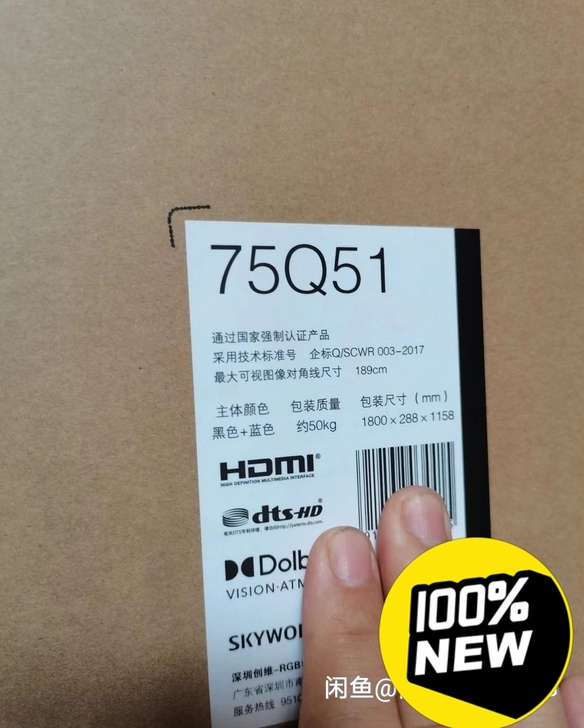 75Q51
通过国家强制认证产品
采用技术标准号 企标Q/SCWR 003-2017
最大可视图像对角线尺寸 189cm
主体颜色 包装质量 包装尺寸(mm)
黑色+蓝色 约50kg 1800×288×1158
HDMI®
HIGH DEFINITION MULTIMEDIA INTERFACE
dts-HD®
Dolb
VISION·ATM
SKYWO
深圳创维-RGB
广东省深圳市南
服务热线 9510
闲鱼@
100%
NEW